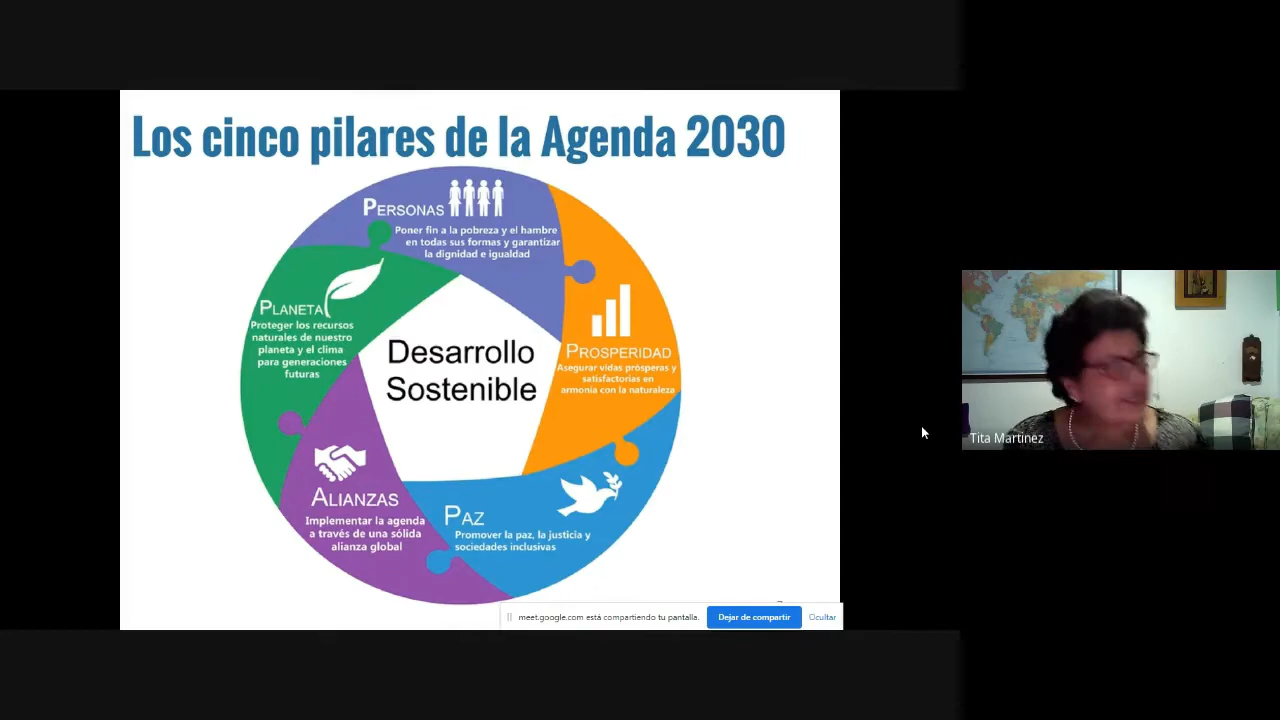 Los cinco pilares de la Agenda 2030
PERSONAS
Poner fin a la pobreza y el hambre
en todas sus formas y garantizar
la dignidad e igualdad
PLANETA
Proteger los recursos
naturales de nuestro
planeta y el clima
para generaciones
futuras
Desarrollo
Sostenible
PROSPERIDAD
Asegurar vidas prósperas y
satisfactorias en
armonía con la naturaleza
ALIANZAS
Implementar la agenda
a través de una sólida
alianza global
PAZ
Promover la paz, la justicia y
sociedades inclusivas
meet.google.com está compartiendo tu pantalla.
Dejar de compartir
Ocultar
Tita Martinez